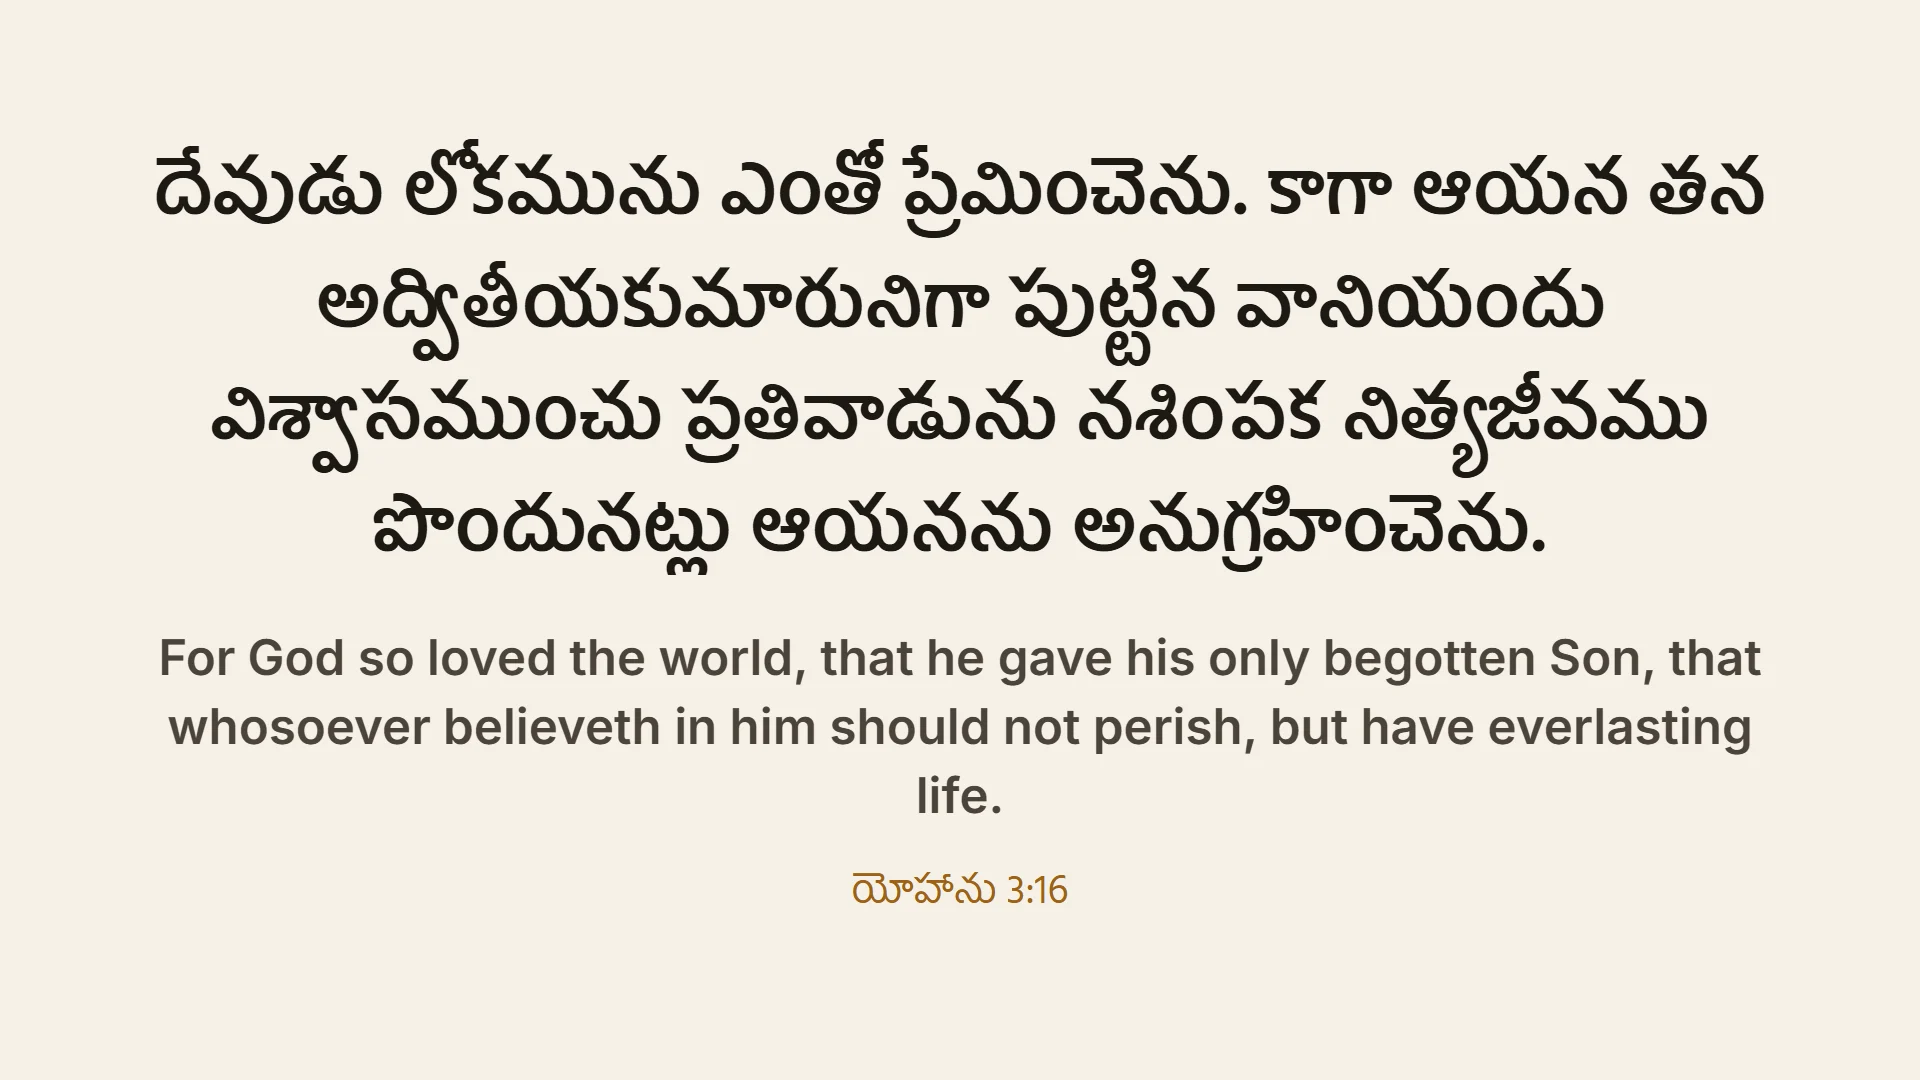 దేవుడు లోకమును ఎంతో ప్రేమించెను. కాగా ఆయన తన
అద్వితీయకుమారునిగా పుట్టిన వానియందు
విశ్వాసముంచు ప్రతివాడును నశింపక నిత్యజీవము
పొందునట్లు ఆయనను అనుగ్రహించెను.
For God so loved the world, that he gave his only begotten Son, that
whosoever believeth in him should not perish, but have everlasting
life.
యోహాను 3:16